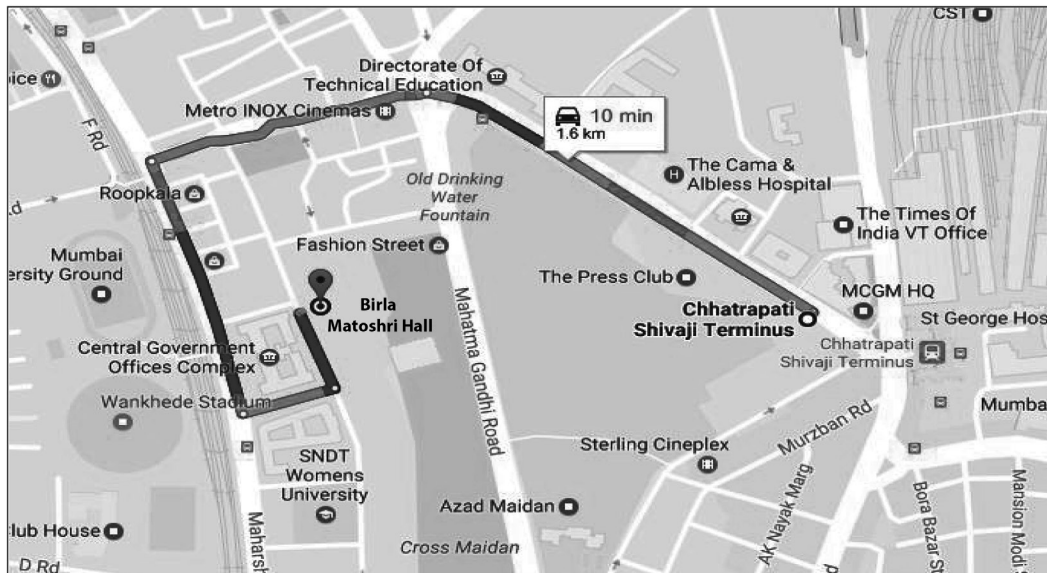 CST
oice
Directorate Of
Technical Education
Metro INOX Cinemas
10 min
1.6 km
F Rd
The Cama &
Albless Hospital
Roopkala
Rd
Old Drinking
Water
Fountain
The Times Of
India VT Office
Fashion Street
Mumbai
ersity Ground
The Press Club
Birla
Matoshri Hall
MCGM HQ
Chhatrapati
Shivaji Terminus
St George Hos
Mahatma Gandhi Road
Central Government
Offices Complex
Chhatrapati
Shivaji Terminus
Wankhede Stadium
Mumba
Murzban Rd
Sterling Cineplex
SNDT
Womens
University
AK Nayak Marg
Azad Maidan
Bora Bazar St
Mansion Modi S
Club House
Maharsh
Cross Maidan
D Rd
d